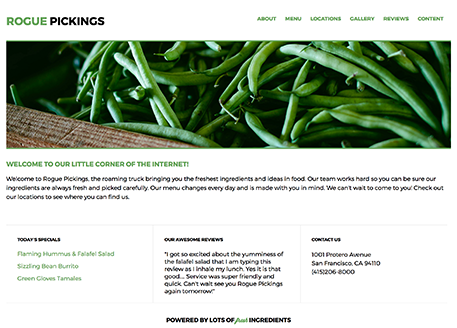 ROGUE PICKINGS
ABOUT MENU LOCATIONS GALLERY REVIEWS CONTENT
WELCOME TO OUR LITTLE CORNER OF THE INTERNET!
Welcome to Rogue Pickings, the roaming truck bringing you the freshest ingredients and ideas in food. Our team works hard so you can be sure our
ingredients are always fresh and picked carefully. Our menu changes every day and is made with you in mind. We can't wait to come to you! Check out
our locations to see where you can find us.
TODAY'S SPECIALS
Flaming Hummus & Falafel Salad
Sizzling Bean Burrito
Green Gloves Tamales
OUR AWESOME REVIEWS
"I got so excited about the yumminess
of the falafel salad that I am typing this
review as I inhale my lunch. Yes it is that
good... Service was super friendly and
quick. Can't wait to see you Rogue Pickings
again tomorrow!"
CONTACT US
1001 Protero Avenue
San Francisco, CA 94110
(415)206-8000
POWERED BY LOTS OF fresh INGREDIENTS